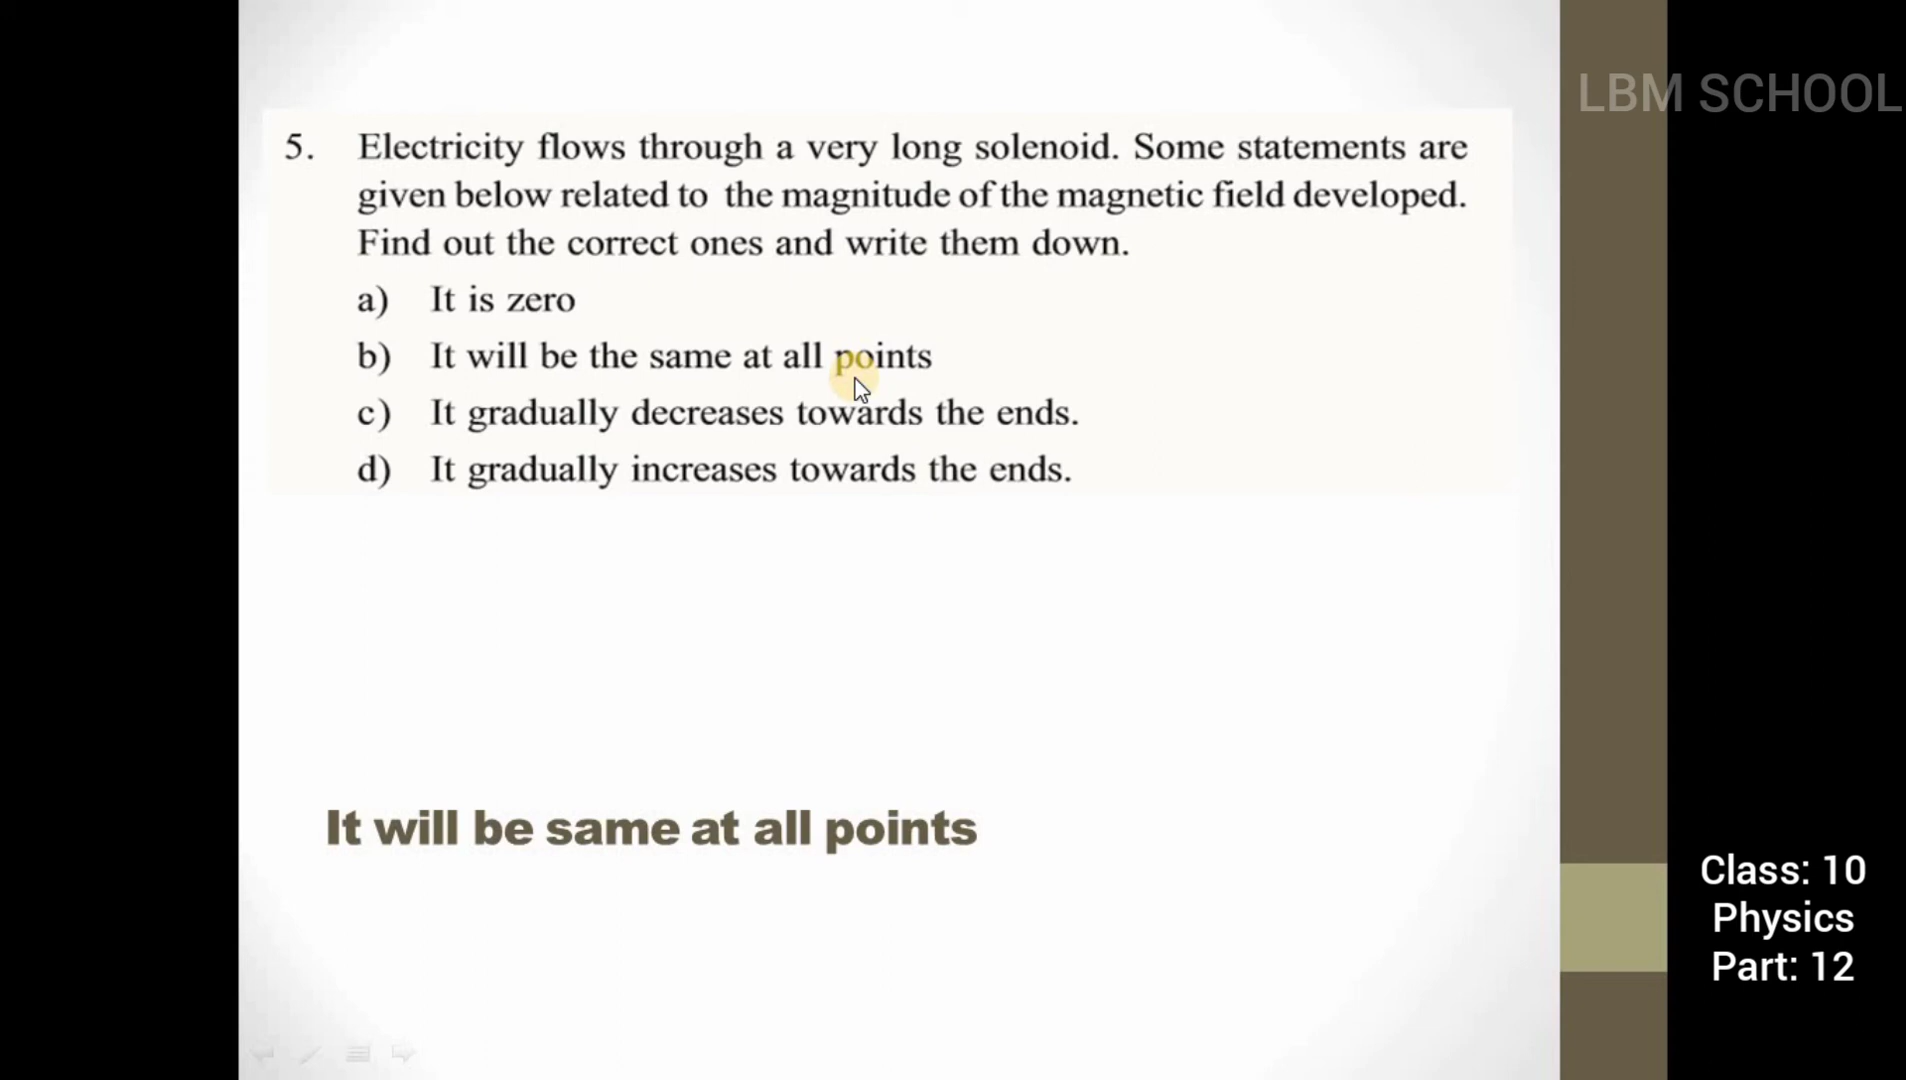 LBM SCHOOL
5. Electricity flows through a very long solenoid. Some statements are
given below related to the magnitude of the magnetic field developed.
Find out the correct ones and write them down.
a) It is zero
b) It will be the same at all points
c) It gradually decreases towards the ends.
d) It gradually increases towards the ends.
It will be same at all points
Class: 10
Physics
Part: 12